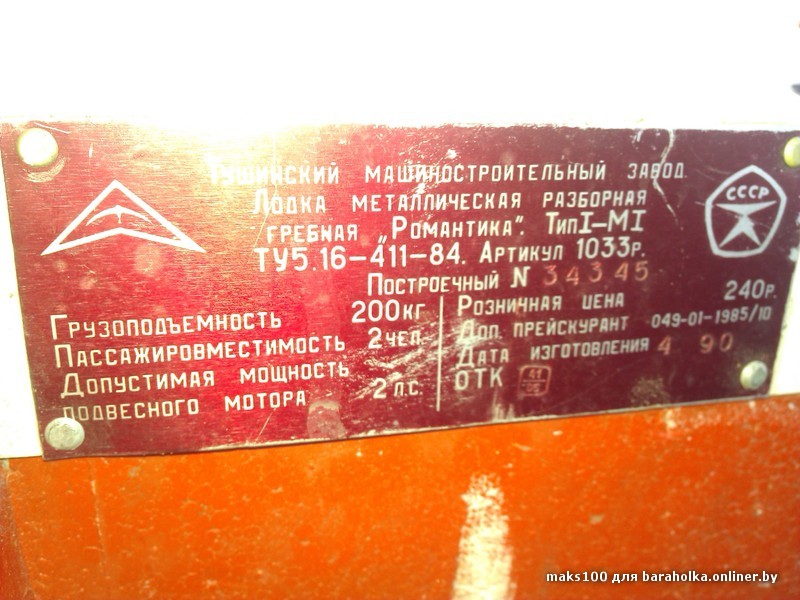 Тушинский машиностроительный завод
Лодка металлическая разборная
гребная „Романтика". Тип I-МI
ТУ5.16-411-84. Артикул 1033р.
Построечный N 34345
СССР
Грузоподъемность 200кг
Пассажировместимость 2чел.
Допустимая мощность
подвесного мотора 2л.с.
Розничная цена 240р.
Доп. прейскурант 049-01-1985/10
Дата изготовления 4 90
ОТК
maks100 для baraholka.onliner.by